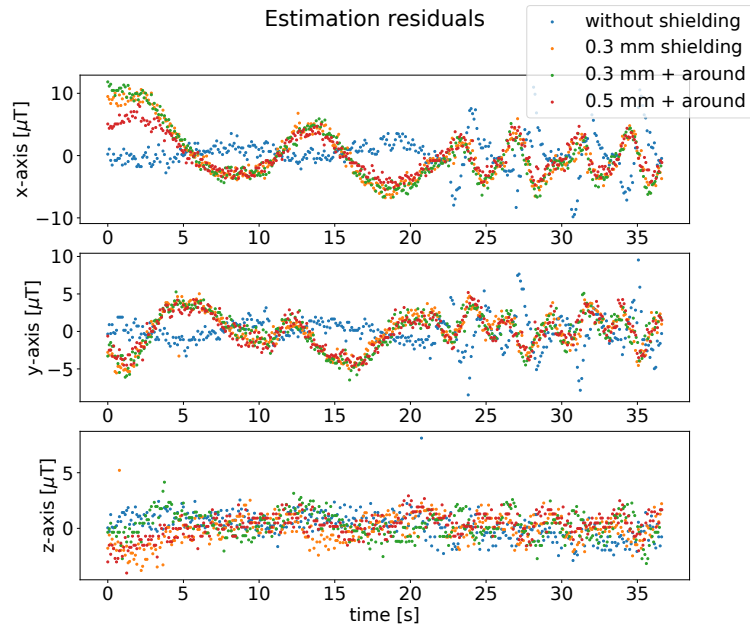 Estimation residuals
without shielding
0.3 mm shielding
0.3 mm + around
0.5 mm + around
x-axis [μT]
10
0
−10
0 5 10 15 20 25 30 35
y-axis [μT]
10
5
0
−5
0 5 10 15 20 25 30 35
z-axis [μT]
5
0
0 5 10 15 20 25 30 35
time [s]